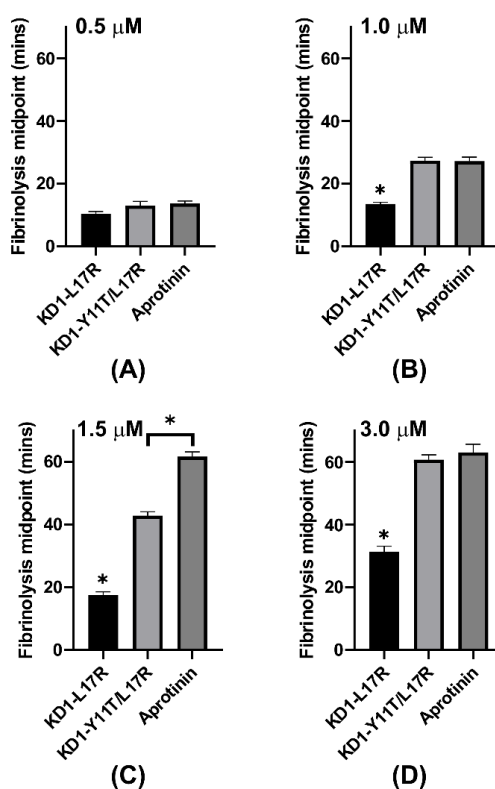 0.5 μM
Fibrinolysis midpoint (mins)
60
40
20
0
KD1-L17R
KD1-Y11T/L17R
Aprotinin
(A)
1.0 μM
Fibrinolysis midpoint (mins)
60
40
20
0
*
KD1-L17R
KD1-Y11T/L17R
Aprotinin
(B)
1.5 μM
Fibrinolysis midpoint (mins)
60
40
20
0
*
*
KD1-L17R
KD1-Y11T/L17R
Aprotinin
(C)
3.0 μM
Fibrinolysis midpoint (mins)
60
40
20
0
*
KD1-L17R
KD1-Y11T/L17R
Aprotinin
(D)